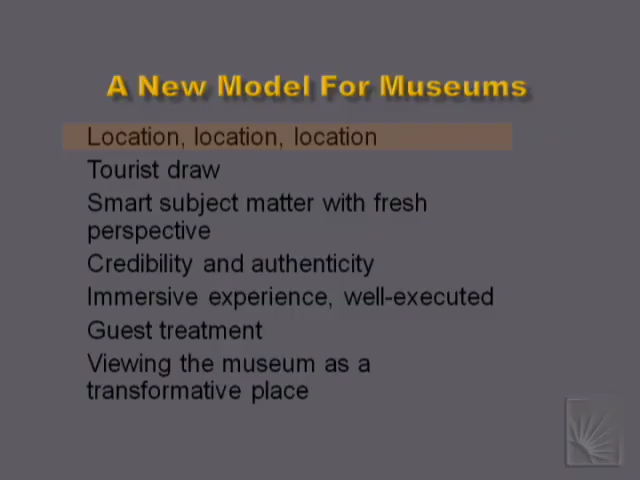 A New Model For Museums
Location, location, location
Tourist draw
Smart subject matter with fresh
perspective
Credibility and authenticity
Immersive experience, well-executed
Guest treatment
Viewing the museum as a
transformative place